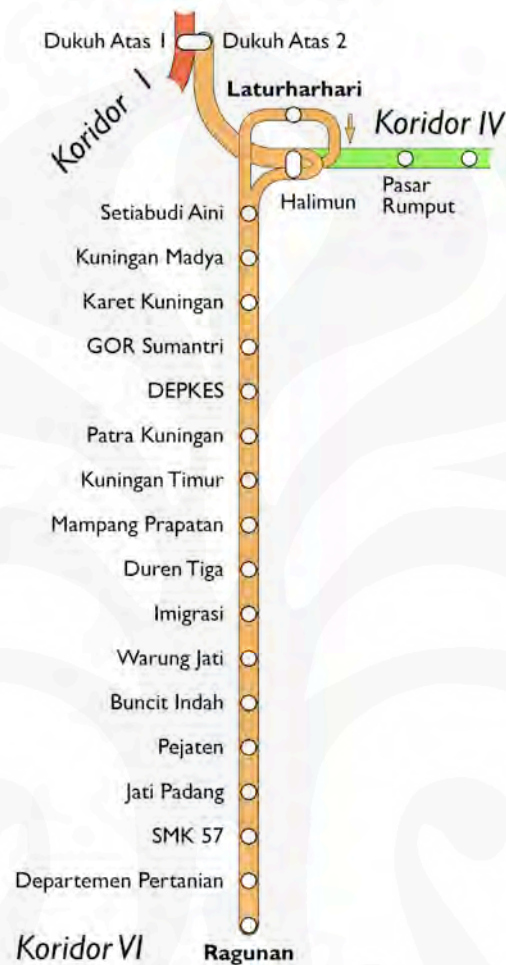 Dukuh Atas 1
Dukuh Atas 2
Koridor I
Laturharhari
Koridor IV
Halimun
Pasar
Rumput
Setiabudi Aini
Kuningan Madya
Karet Kuningan
GOR Sumantri
DEPKES
Patra Kuningan
Kuningan Timur
Mampang Prapatan
Duren Tiga
Imigrasi
Warung Jati
Buncit Indah
Pejaten
Jati Padang
SMK 57
Departemen Pertanian
Koridor VI
Ragunan